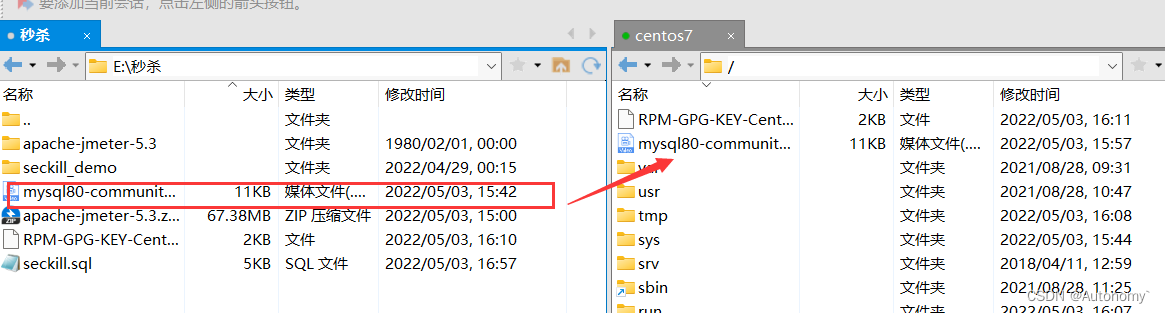 要添加当前会话，点击左侧的箭头按钮。
秒杀 × centos7 ×
E:\秒杀 /
名称 大小 类型 修改时间 名称 大小 类型 修改时间
.. 文件夹 RPM-GPG-KEY-Cent... 2KB 文件 2022/05/03, 16:11
apache-jmeter-5.3 文件夹 1980/02/01, 00:00 mysql80-communit... 11KB 媒体文件(.... 2022/05/03, 15:57
seckill_demo 文件夹 2022/04/29, 00:15 var 文件夹 2021/08/28, 09:31
mysql80-communit... 11KB 媒体文件(.... 2022/05/03, 15:42 usr 文件夹 2021/08/28, 10:47
apache-jmeter-5.3.z... 67.38MB ZIP 压缩文件 2022/05/03, 15:00 tmp 文件夹 2022/05/03, 16:08
RPM-GPG-KEY-Cent... 2KB 文件 2022/05/03, 16:10 sys 文件夹 2022/05/03, 15:44
seckill.sql 5KB SQL 文件 2022/05/03, 16:57 srv 文件夹 2018/04/11, 12:59
sbin 文件夹 2021/08/28, 11:25
run 文件夹 2022/05/03, 16:07
CSDN @Autonomy`